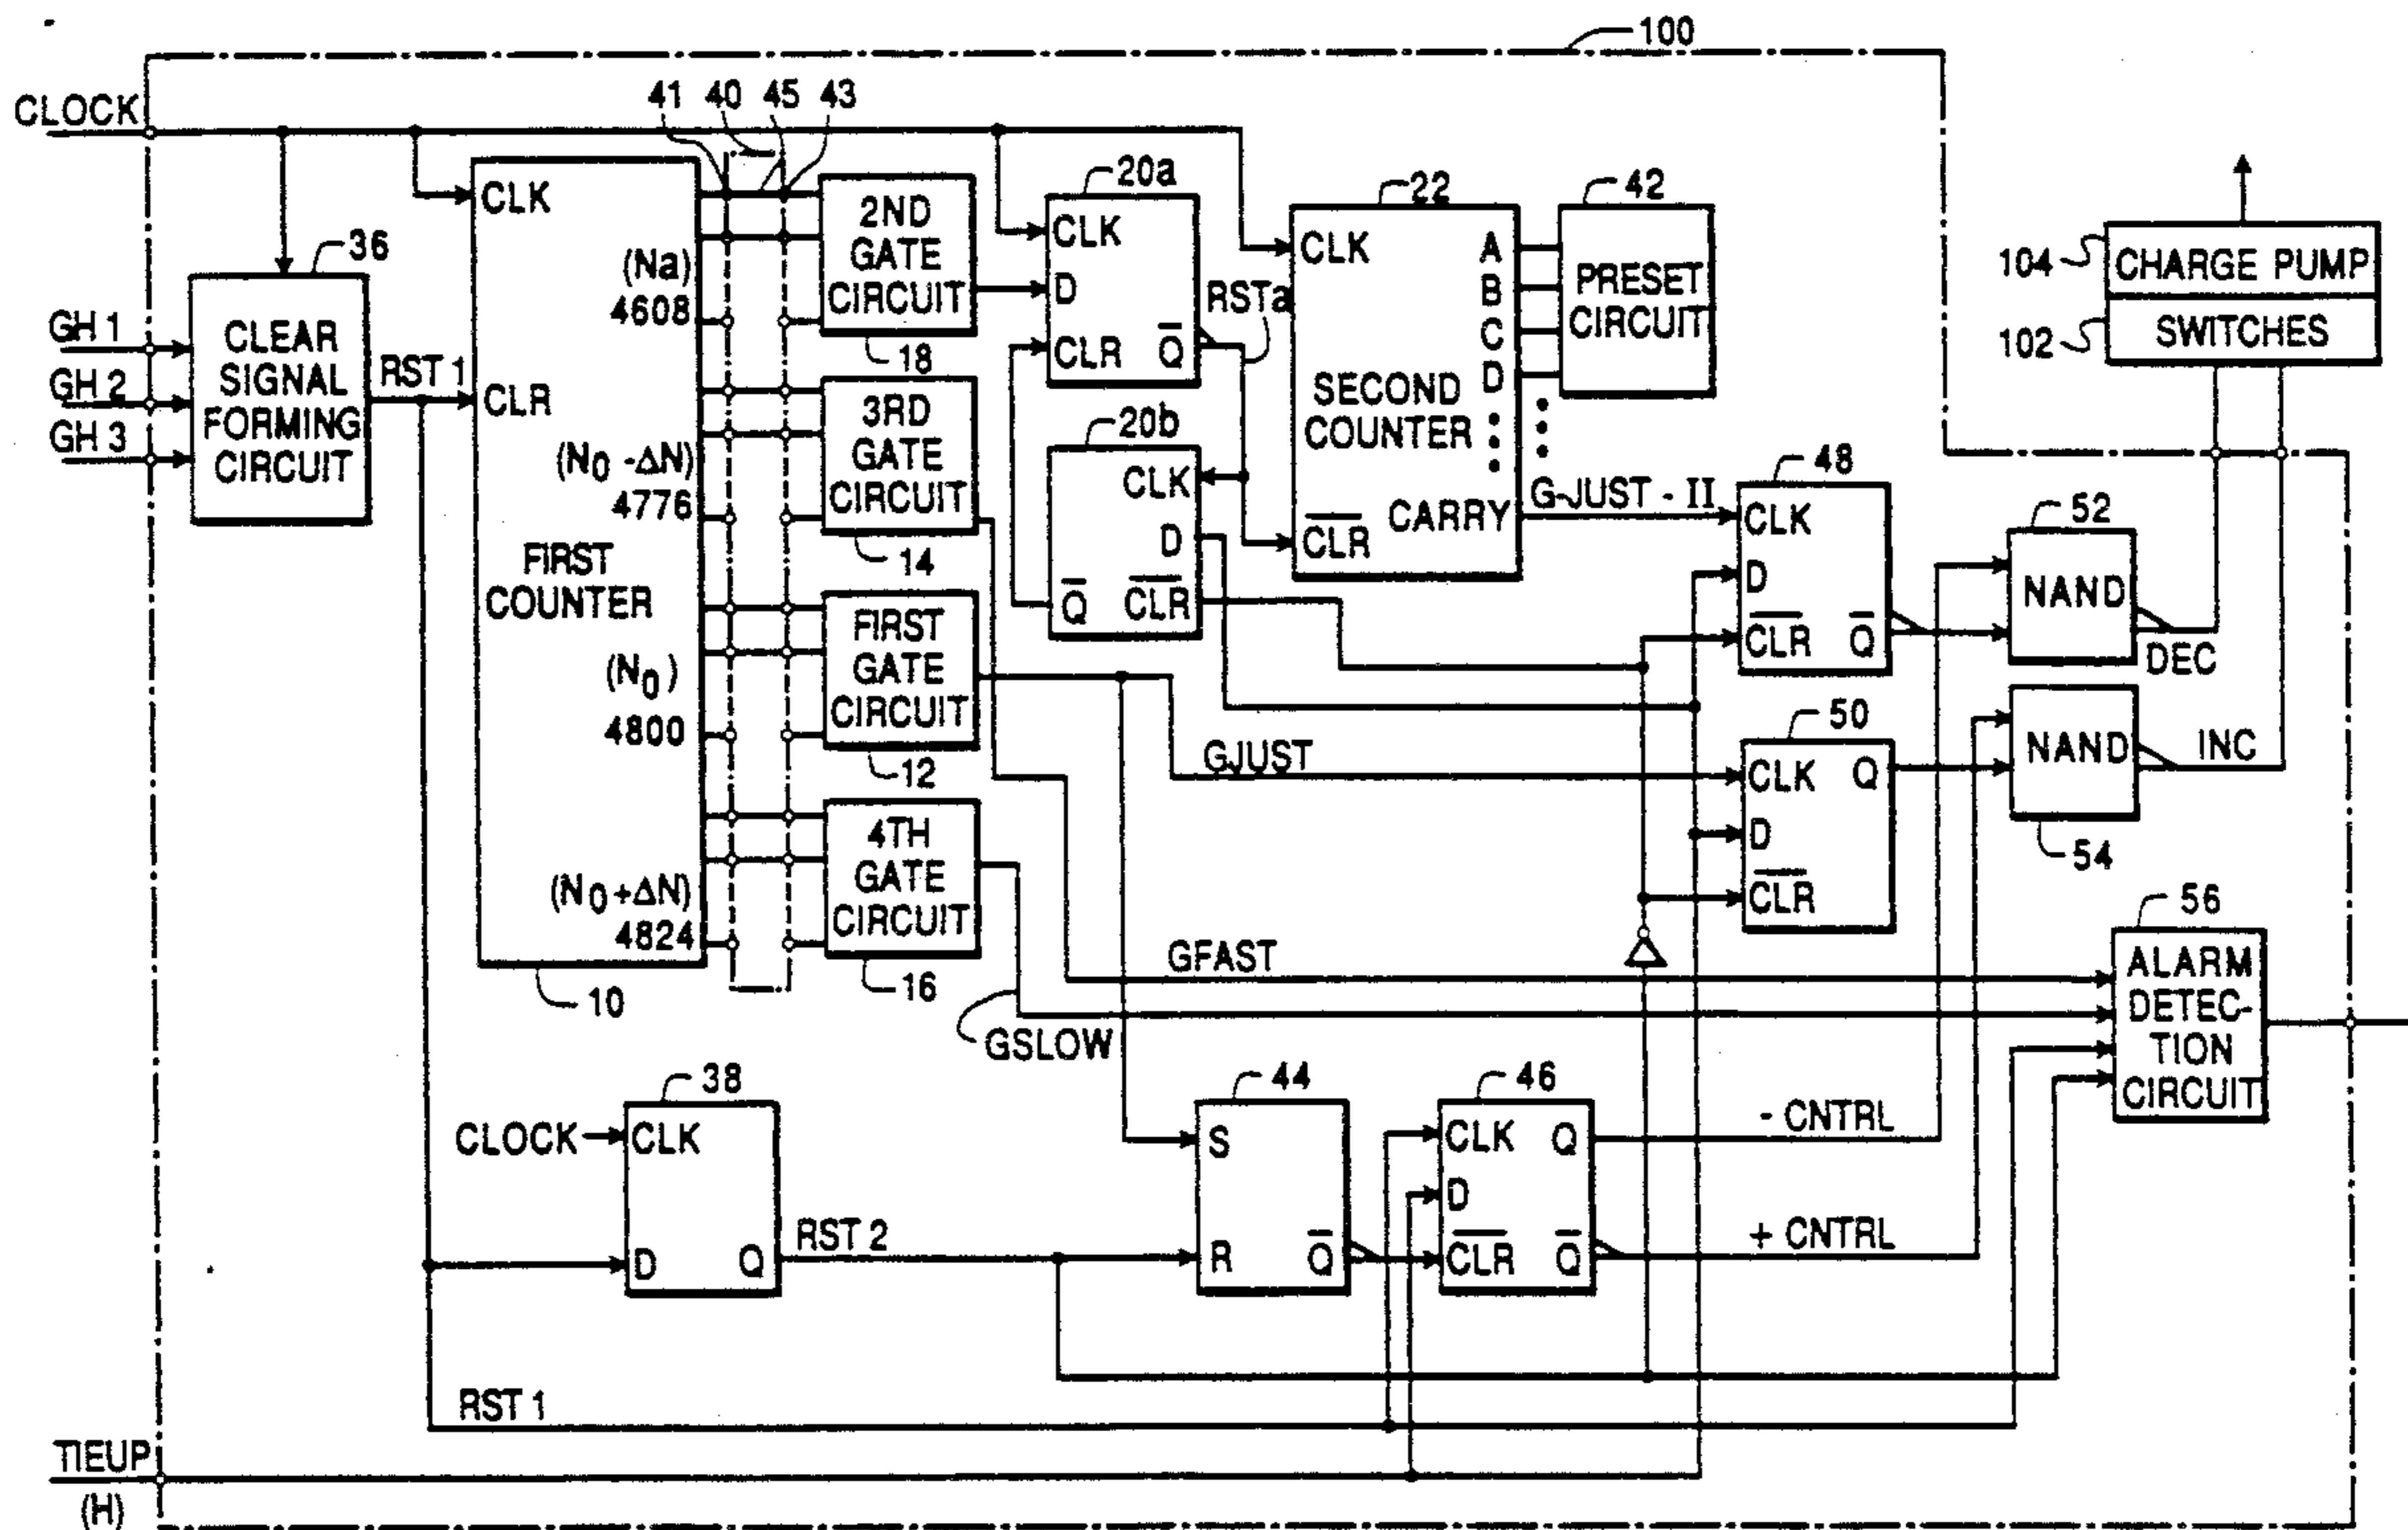 100
CLOCK
41 40 45 43
CLK
CLR
(Na)
4608
(N₀ -ΔN)
4776
FIRST
COUNTER
(N₀)
4800
(N₀ +ΔN)
4824
10
36
CLEAR
SIGNAL
FORMING
CIRCUIT
GH 1
GH 2
GH 3
RST 1
2ND
GATE
CIRCUIT
18
3RD
GATE
CIRCUIT
14
FIRST
GATE
CIRCUIT
12
4TH
GATE
CIRCUIT
16
20a
CLK
D
CLR Q̅
RSTa
20b
CLK
D
Q̅ C̅L̅R̅
22
CLK
A
B
C
D
SECOND
COUNTER
CARRY
C̅L̅R̅
42
PRESET
CIRCUIT
G-JUST - II
48
CLK
D
C̅L̅R̅ Q̅
52
NAND
DEC
104
CHARGE PUMP
102
SWITCHES
GJUST
50
CLK Q
D
C̅L̅R̅
NAND
INC
54
GFAST
GSLOW
56
ALARM
DETEC-
TION
CIRCUIT
38
CLOCK
CLK
D Q
RST 2
44
S
R Q̅
46
CLK Q
D
C̅L̅R̅ Q̅
- CNTRL
+ CNTRL
RST 1
TIEUP
(H)